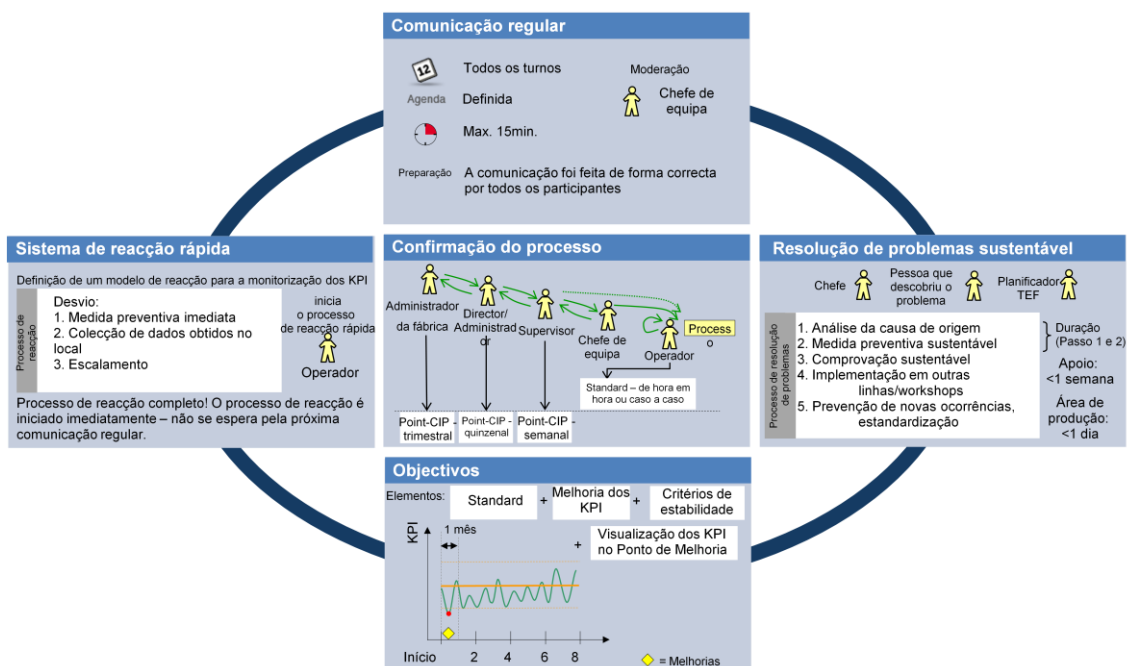 Comunicação regular
12
Todos os turnos
Moderação
Agenda
Definida
Chefe de
equipa
Max. 15min.
Preparação
A comunicação foi feita de forma correcta
por todos os participantes
Sistema de reacção rápida
Definição de um modelo de reacção para a monitorização dos KPI
Processo de
reacção
Desvio:
1. Medida preventiva imediata
2. Colecção de dados obtidos no
local
3. Escalamento
inicia
o processo
de reacção rápida
Operador
Processo de reacção completo! O processo de reacção é
iniciado imediatamente – não se espera pela próxima
comunicação regular.
Confirmação do processo
Administrador
da fábrica
Director/
Administrad
or
Supervisor
Chefe de
equipa
Operador
Process
o
Standard – de hora em
hora ou caso a caso
Point-CIP -
trimestral
Point-CIP -
quinzenal
Point-CIP -
semanal
Resolução de problemas sustentável
Chefe
Pessoa que
descobriu o
problema
Planificador
TEF
Processo de resolução
de problemas
1. Análise da causa de origem
2. Medida preventiva sustentável
3. Comprovação sustentável
4. Implementação em outras
linhas/workshops
5. Prevenção de novas ocorrências,
estandardização
Duração
(Passo 1 e 2)
Apoio:
<1 semana
Área de
produção:
<1 dia
Objectivos
Elementos:
Standard
+
Melhoria dos
KPI
+
Critérios de
estabilidade
+
Visualização dos KPI
no Ponto de Melhoria
KPI
1 mês
Início
2
4
6
8
= Melhorias